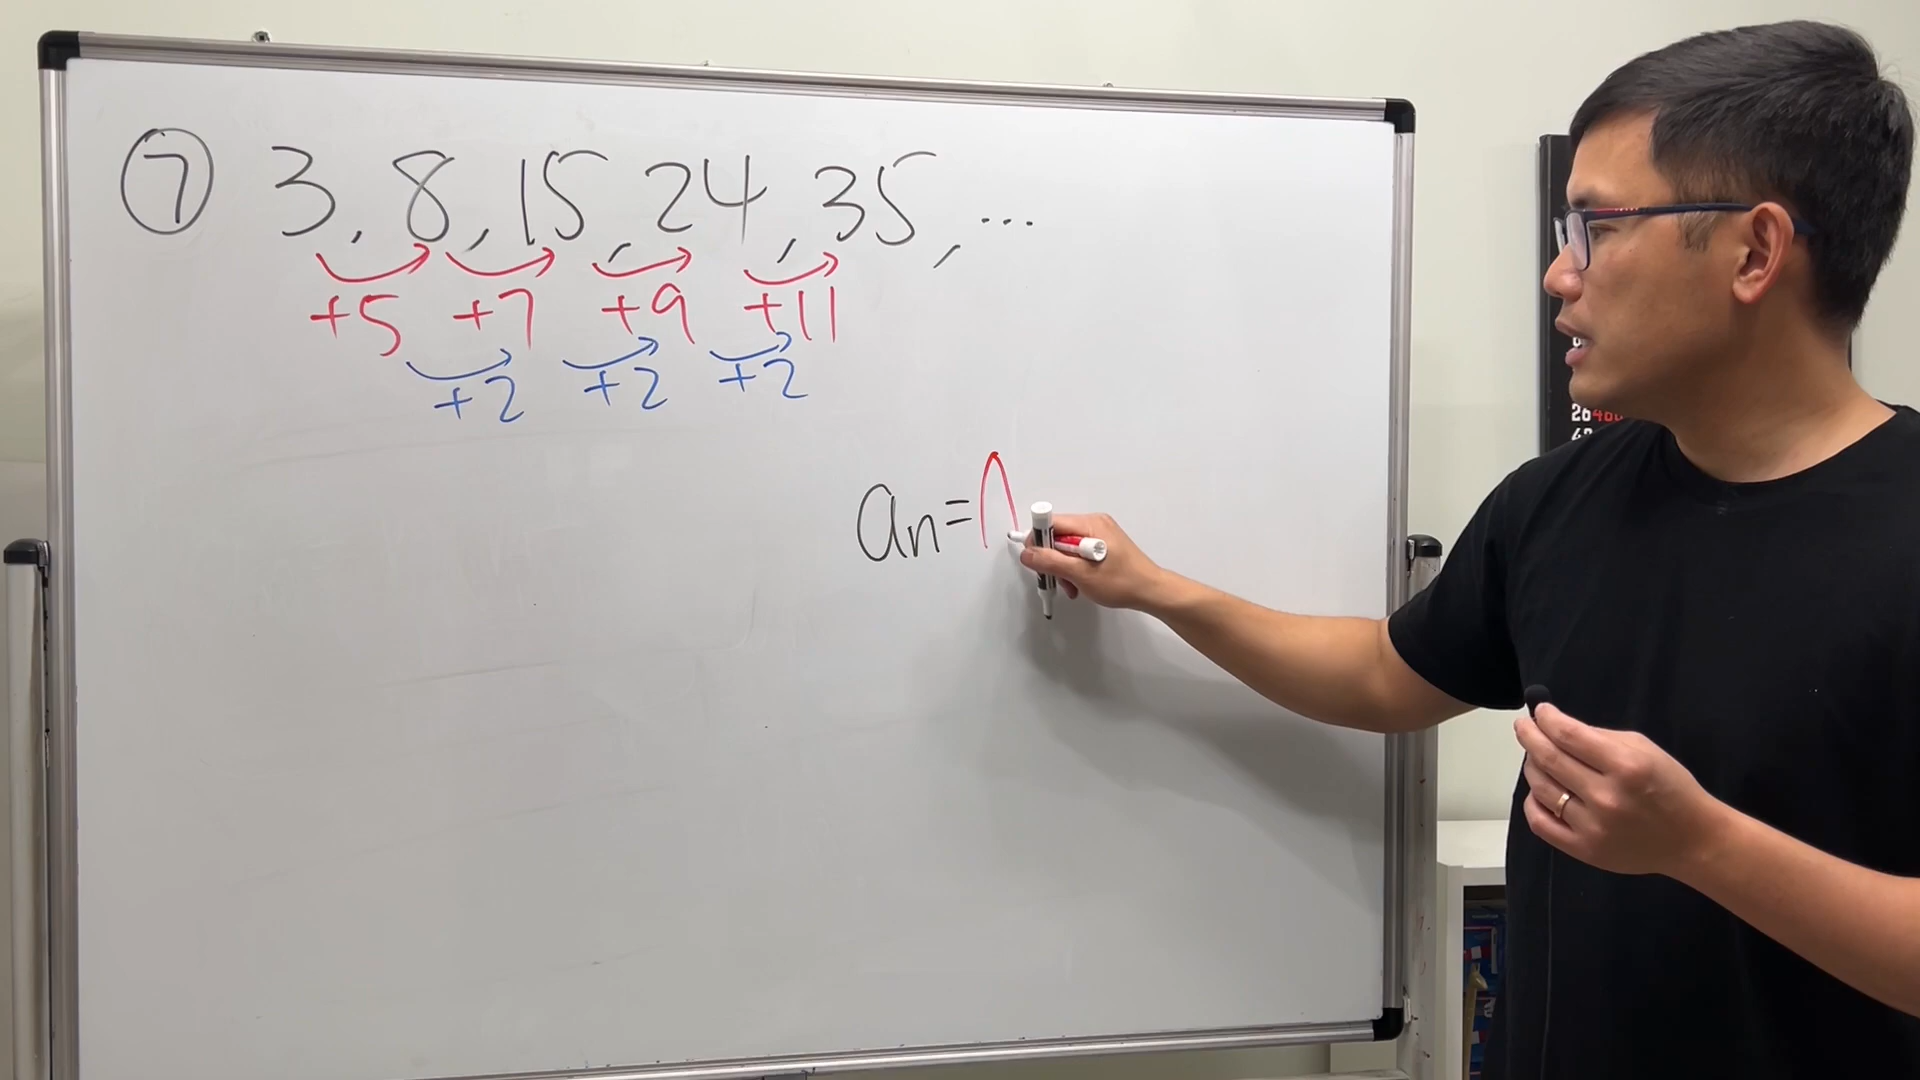 ⑦ 3, 8, 15, 24, 35, ...
+5 +7 +9 +11
+2 +2 +2
an=